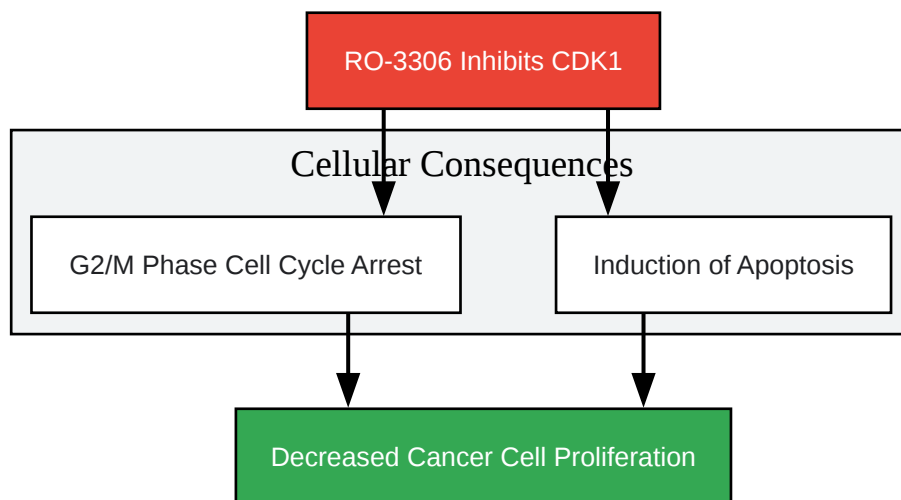 RO-3306 Inhibits CDK1
Cellular Consequences
G2/M Phase Cell Cycle Arrest
Induction of Apoptosis
Decreased Cancer Cell Proliferation